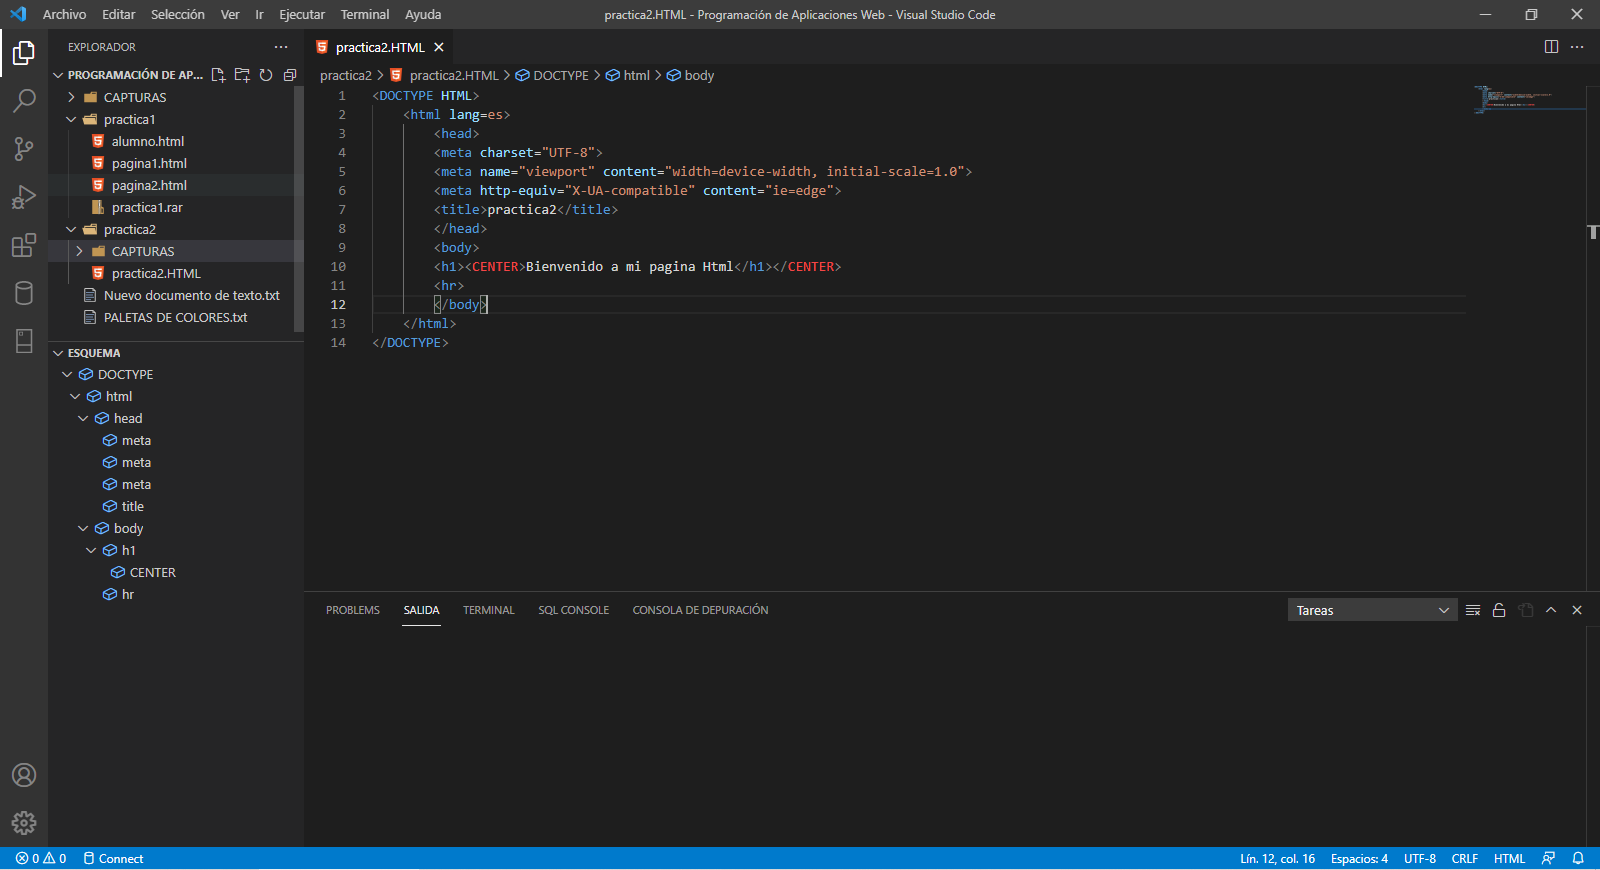 Archivo Editar Selección Ver Ir Ejecutar Terminal Ayuda
practica2.HTML - Programación de Aplicaciones Web - Visual Studio Code
EXPLORADOR
PROGRAMACIÓN DE AP...
CAPTURAS
practica1
alumno.html
pagina1.html
pagina2.html
practica1.rar
practica2
CAPTURAS
practica2.HTML
Nuevo documento de texto.txt
PALETAS DE COLORES.txt
ESQUEMA
DOCTYPE
html
head
meta
meta
meta
title
body
h1
CENTER
hr
practica2.HTML
practica2 > practica2.HTML > DOCTYPE > html > body
1 <DOCTYPE HTML>
2 <html lang=es>
3 <head>
4 <meta charset="UTF-8">
5 <meta name="viewport" content="width=device-width, initial-scale=1.0">
6 <meta http-equiv="X-UA-compatible" content="ie=edge">
7 <title>practica2</title>
8 </head>
9 <body>
10 <h1><CENTER>Bienvenido a mi pagina Html</h1></CENTER>
11 <hr>
12 </body>
13 </html>
14 </DOCTYPE>
PROBLEMS SALIDA TERMINAL SQL CONSOLE CONSOLA DE DEPURACIÓN
Tareas
0 0 Connect
Lín. 12, col. 16 Espacios: 4 UTF-8 CRLF HTML